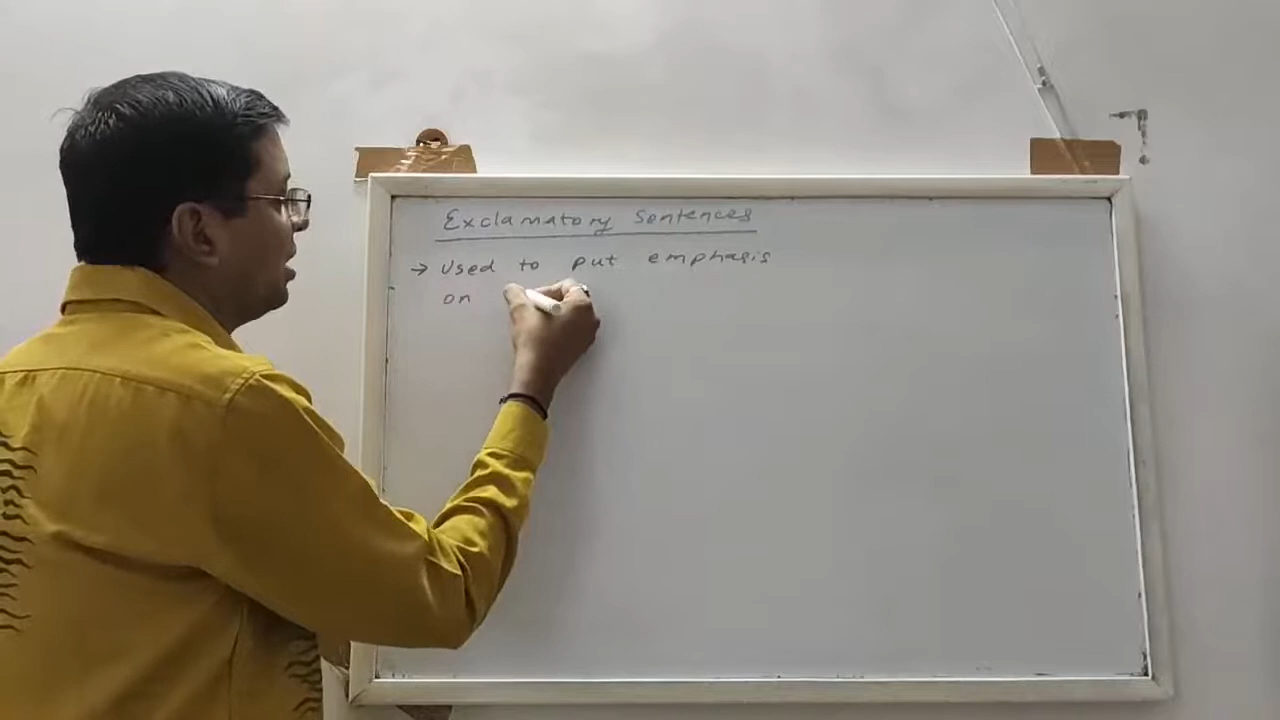 Exclamatory Sentences
→ Used to put emphasis
on